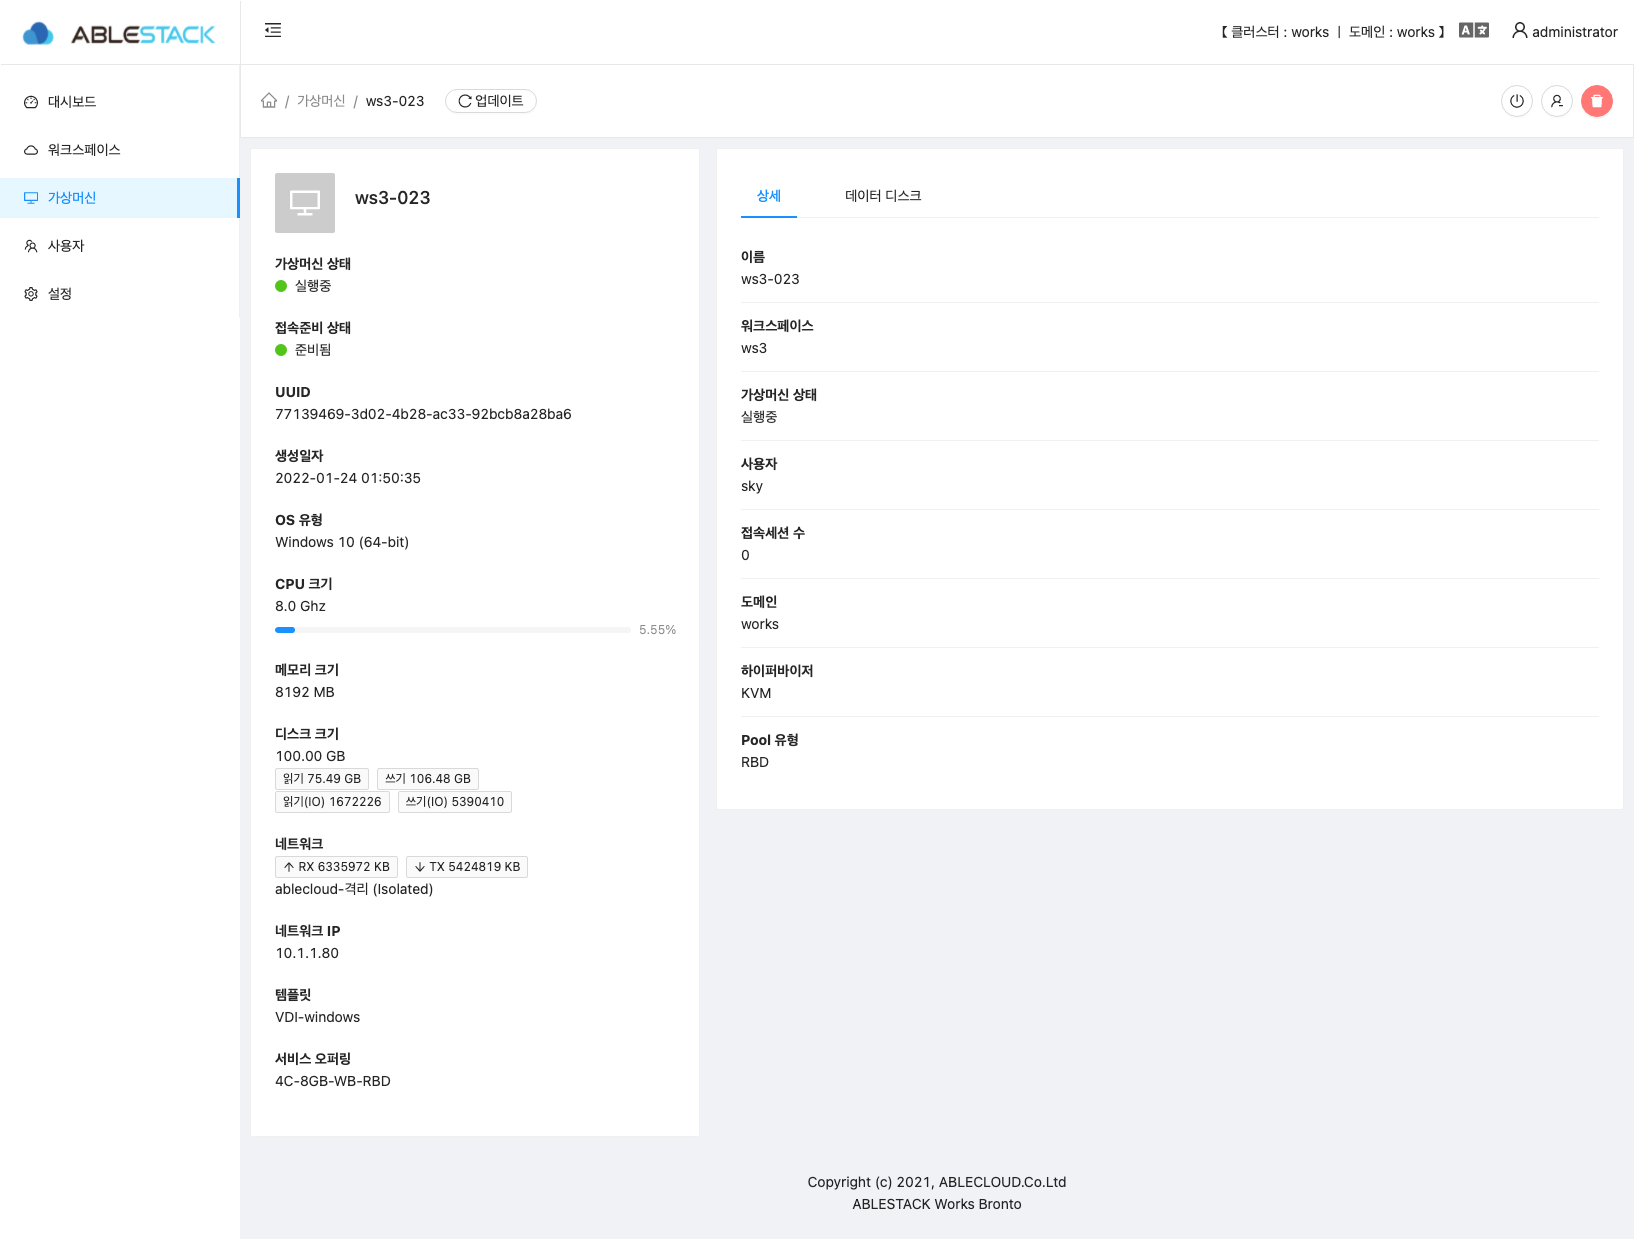 ABLESTACK
【 클러스터 : works | 도메인 : works 】 A administrator
대시보드
워크스페이스
가상머신
사용자
설정
/ 가상머신 / ws3-023 업데이트
ws3-023
가상머신 상태
실행중
접속준비 상태
준비됨
UUID
77139469-3d02-4b28-ac33-92bcb8a28ba6
생성일자
2022-01-24 01:50:35
OS 유형
Windows 10 (64-bit)
CPU 크기
8.0 Ghz
5.55%
메모리 크기
8192 MB
디스크 크기
100.00 GB
읽기 75.49 GB 쓰기 106.48 GB
읽기(IO) 1672226 쓰기(IO) 5390410
네트워크
↑ RX 6335972 KB ↓ TX 5424819 KB
ablecloud-격리 (Isolated)
네트워크 IP
10.1.1.80
템플릿
VDI-windows
서비스 오퍼링
4C-8GB-WB-RBD
상세 데이터 디스크
이름
ws3-023
워크스페이스
ws3
가상머신 상태
실행중
사용자
sky
접속세션 수
0
도메인
works
하이퍼바이저
KVM
Pool 유형
RBD
Copyright (c) 2021, ABLECLOUD.Co.Ltd
ABLESTACK Works Bronto